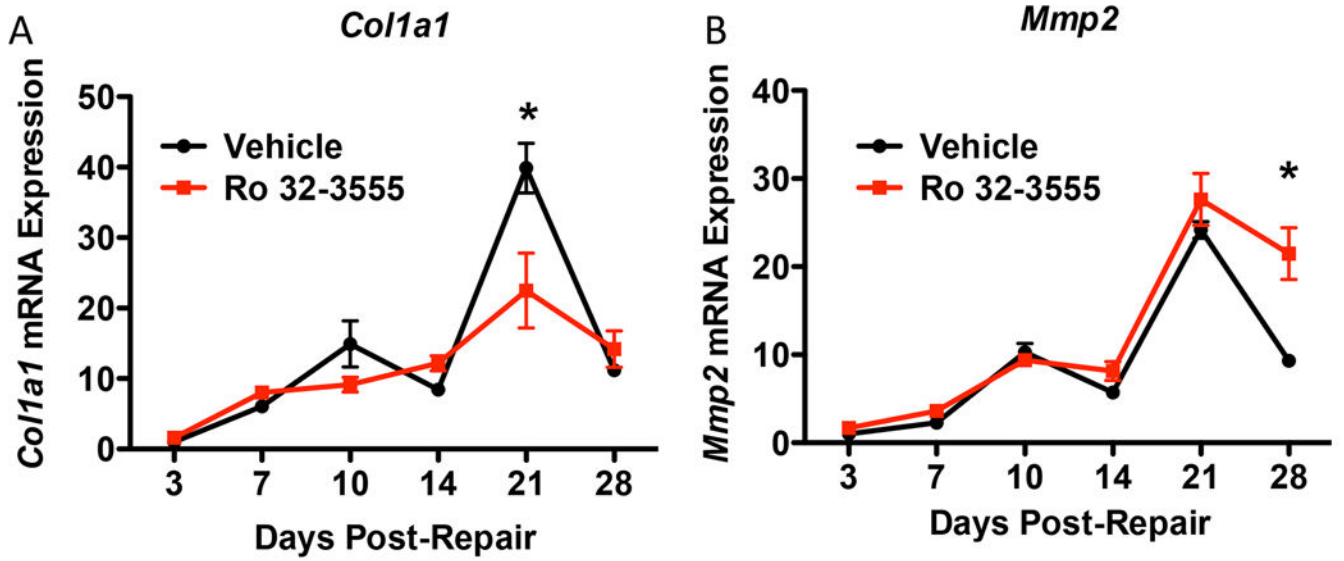 A
Col1a1
Col1a1 mRNA Expression
50
40
30
20
10
0
*
Vehicle
Ro 32-3555
3 7 10 14 21 28
Days Post-Repair
B
Mmp2
Mmp2 mRNA Expression
40
30
20
10
0
*
Vehicle
Ro 32-3555
3 7 10 14 21 28
Days Post-Repair